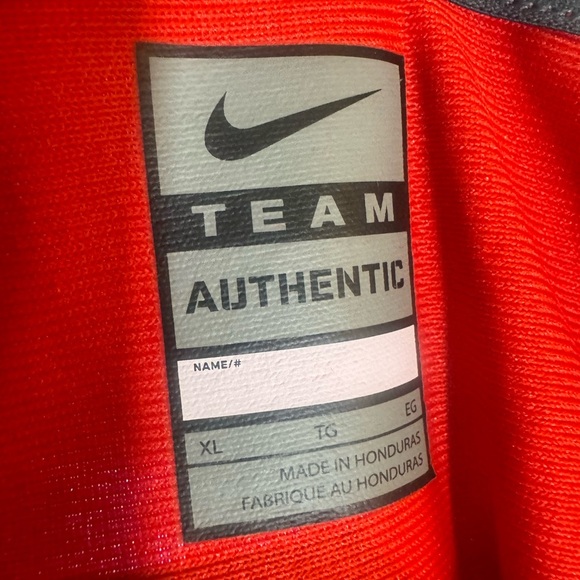 TEAM
AUTHENTIC
NAME/#
XL TG EG
MADE IN HONDURAS
FABRIQUE AU HONDURAS